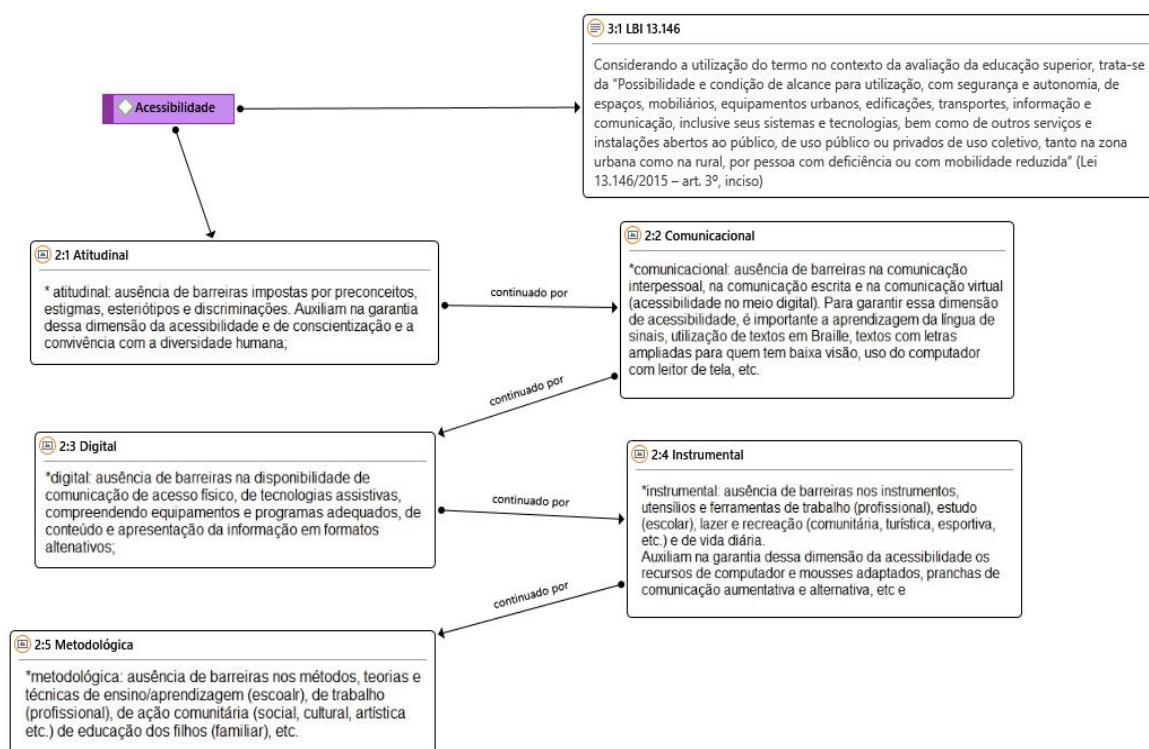 3:1 LBI 13.146
Considerando a utilização do termo no contexto da avaliação da educação superior, trata-se
da "Possibilidade e condição de alcance para utilização, com segurança e autonomia, de
espaços, mobiliários, equipamentos urbanos, edificações, transportes, informação e
comunicação, inclusive seus sistemas e tecnologias, bem como de outros serviços e
instalações abertos ao público, de uso público ou privados de uso coletivo, tanto na zona
urbana como na rural, por pessoa com deficiência ou com mobilidade reduzida" (Lei
13.146/2015 – art. 3º, inciso)
Acessibilidade
2:1 Atitudinal
* atitudinal: ausência de barreiras impostas por preconceitos,
estigmas, esteriótipos e discriminações. Auxiliam na garantia
dessa dimensão da acessibilidade e de conscientização e a
convivência com a diversidade humana;
continuado por
2:2 Comunicacional
*comunicacional: ausência de barreiras na comunicação
interpessoal, na comunicação escrita e na comunicação virtual
(acessibilidade no meio digital). Para garantir essa dimensão
de acessibilidade, é importante a aprendizagem da língua de
sinais, utilização de textos em Braille, textos com letras
ampliadas para quem tem baixa visão, uso do computador
com leitor de tela, etc.
continuado por
2:3 Digital
*digital: ausência de barreiras na disponibilidade de
comunicação de acesso físico, de tecnologias assistivas,
compreendendo equipamentos e programas adequados, de
conteúdo e apresentação da informação em formatos
altenativos;
continuado por
2:4 Instrumental
*instrumental: ausência de barreiras nos instrumentos,
utensílios e ferramentas de trabalho (profissional), estudo
(escolar), lazer e recreação (comunitária, turística, esportiva,
etc.) e de vida diária.
Auxiliam na garantia dessa dimensão da acessibilidade os
recursos de computador e mousses adaptados, pranchas de
comunicação aumentativa e alternativa, etc e
continuado por
2:5 Metodológica
*metodológica: ausência de barreiras nos métodos, teorias e
técnicas de ensino/aprendizagem (escoalr), de trabalho
(profissional), de ação comunitária (social, cultural, artística
etc.) de educação dos filhos (familiar), etc.